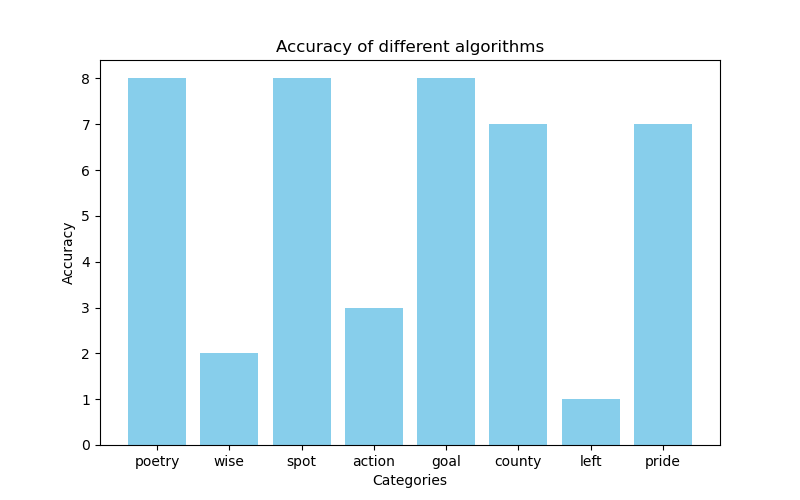 Accuracy of different algorithms
Accuracy
8
7
6
5
4
3
2
1
0
poetry wise spot action goal county left pride
Categories